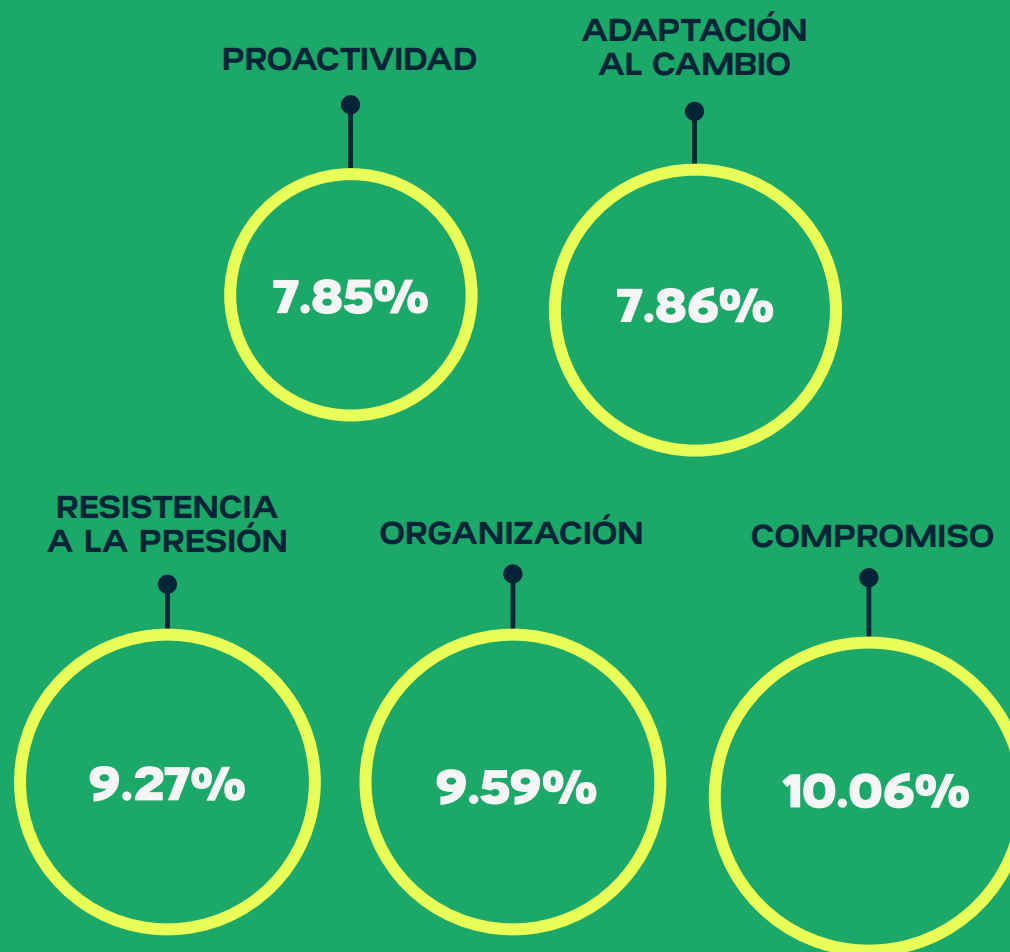 PROACTIVIDAD
7.85%
ADAPTACIÓN
AL CAMBIO
7.86%
RESISTENCIA
A LA PRESIÓN
9.27%
ORGANIZACIÓN
9.59%
COMPROMISO
10.06%